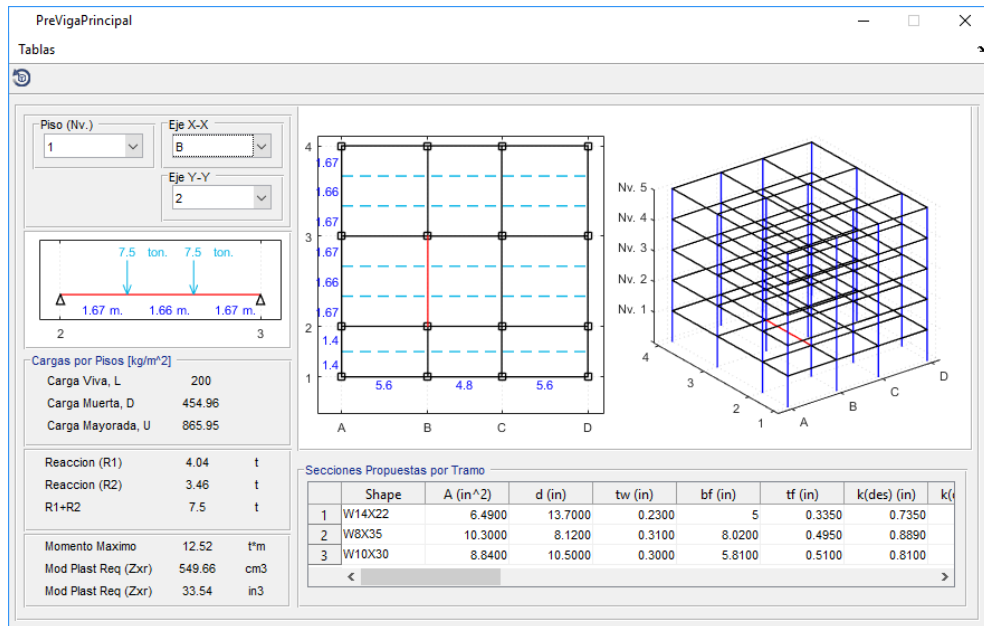 PreVigaPrincipal
Tablas
Piso (Nv.)
1
Eje X-X
B
Eje Y-Y
2
7.5 ton. 7.5 ton.
1.67 m. 1.66 m. 1.67 m.
2 3
Cargas por Pisos [kg/m^2]
Carga Viva, L 200
Carga Muerta, D 454.96
Carga Mayorada, U 865.95
Reaccion (R1) 4.04 t
Reaccion (R2) 3.46 t
R1+R2 7.5 t
Momento Maximo 12.52 t*m
Mod Plast Req (Zxr) 549.66 cm3
Mod Plast Req (Zxr) 33.54 in3
4
1.67
1.66
1.67
3
1.67
1.66
1.67
2
1.4
1.4
1
5.6 4.8 5.6
A B C D
Nv. 5
Nv. 4
Nv. 3
Nv. 2
Nv. 1
4
3
2
1
A
B
C
D
Secciones Propuestas por Tramo
Shape A (in^2) d (in) tw (in) bf (in) tf (in) k(des) (in)
1 W14X22 6.4900 13.7000 0.2300 5 0.3350 0.7350
2 W8X35 10.3000 8.1200 0.3100 8.0200 0.4950 0.8890
3 W10X30 8.8400 10.5000 0.3000 5.8100 0.5100 0.8100